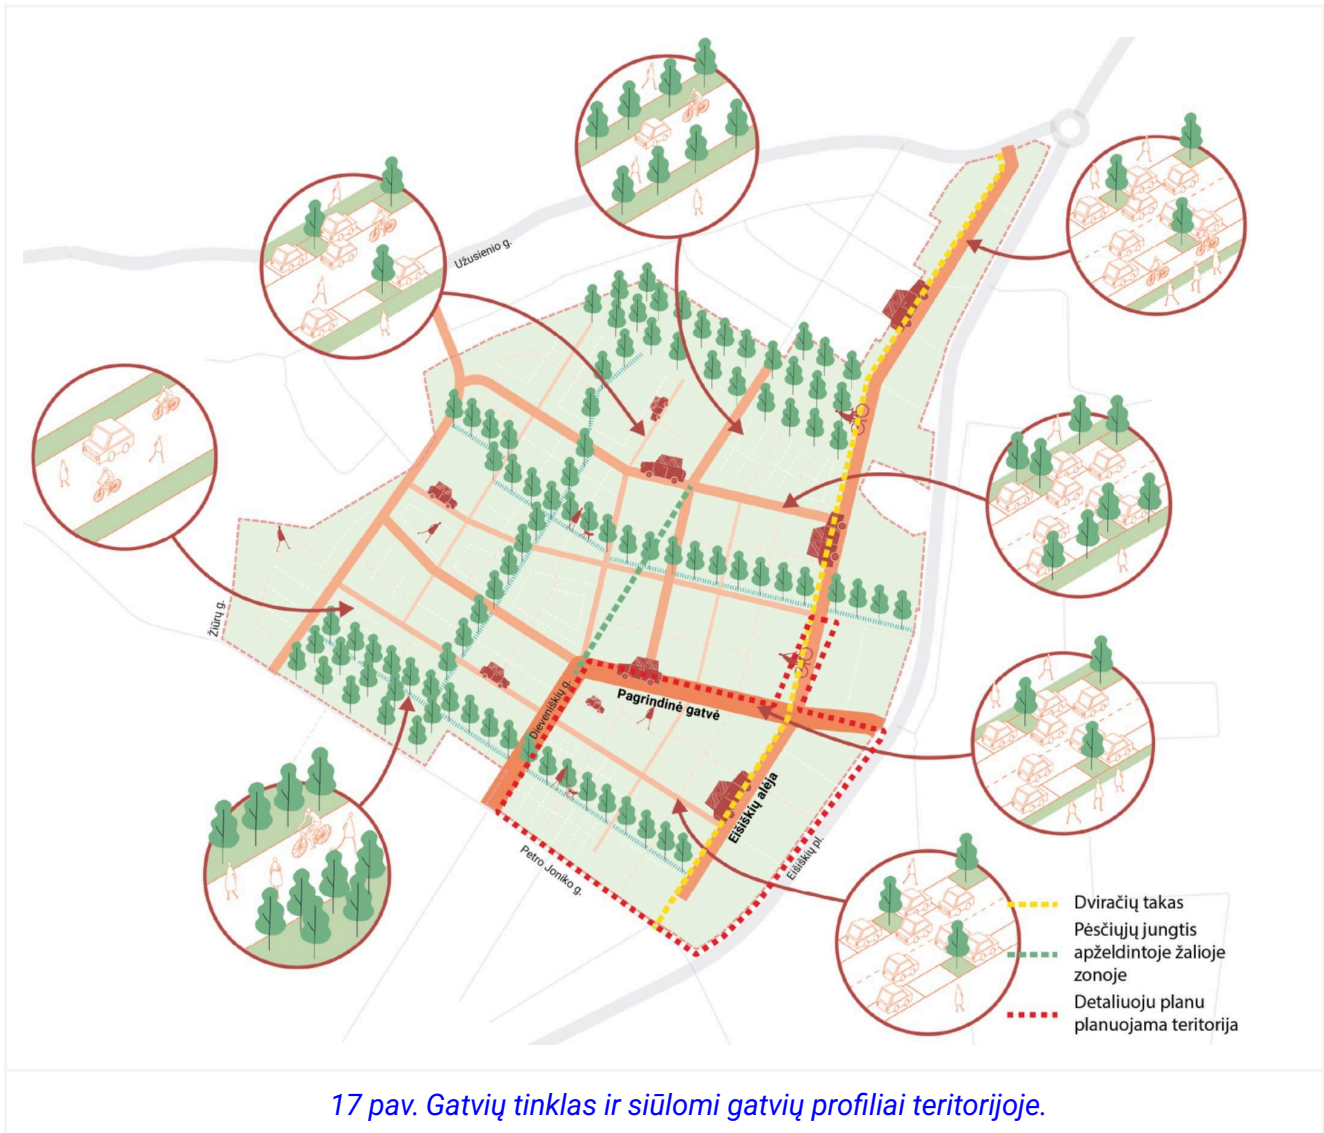 Užusienio g.
Žiūrų g.
Dieveniškių g.
Pagrindinė gatvė
Eišiškių alėja
Eišiškių pl.
Petro Joniko g.
Dviračių takas
Pėsčiųjų jungtis
apželdintoje žalioje
zonoje
Detaliuoju planu
planuojama teritorija
17 pav. Gatvių tinklas ir siūlomi gatvių profiliai teritorijoje.